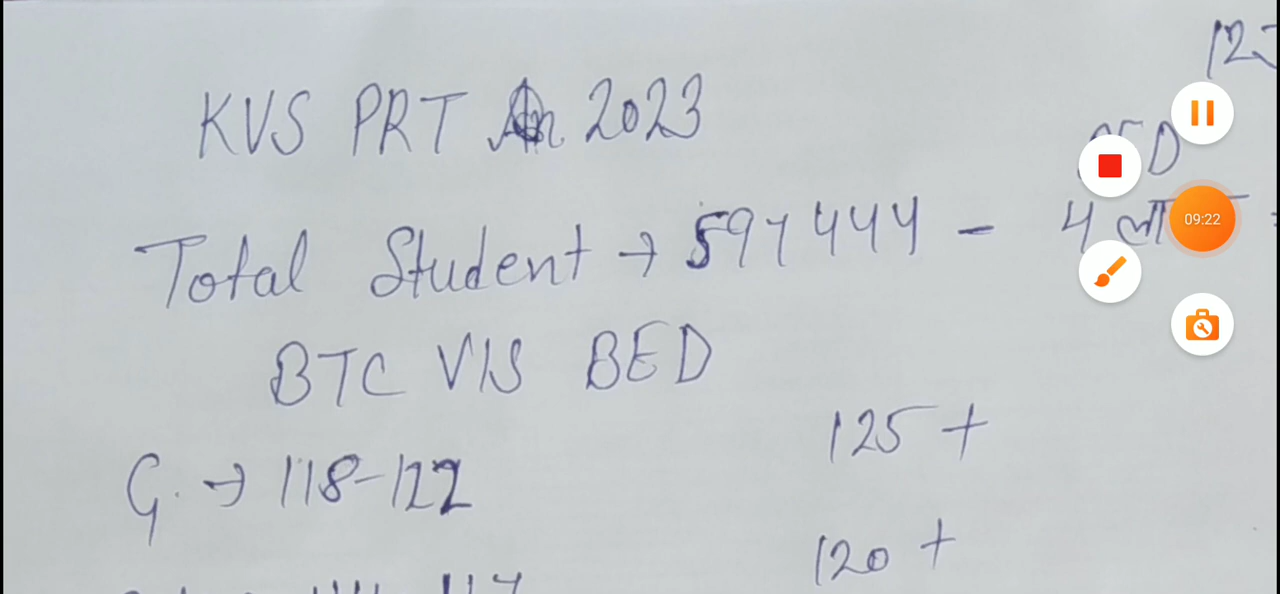 KVS PRT 2023
Total Student → 597444 - 4
BTC V/S BED
G. → 118-122
125 +
120 +
09:22